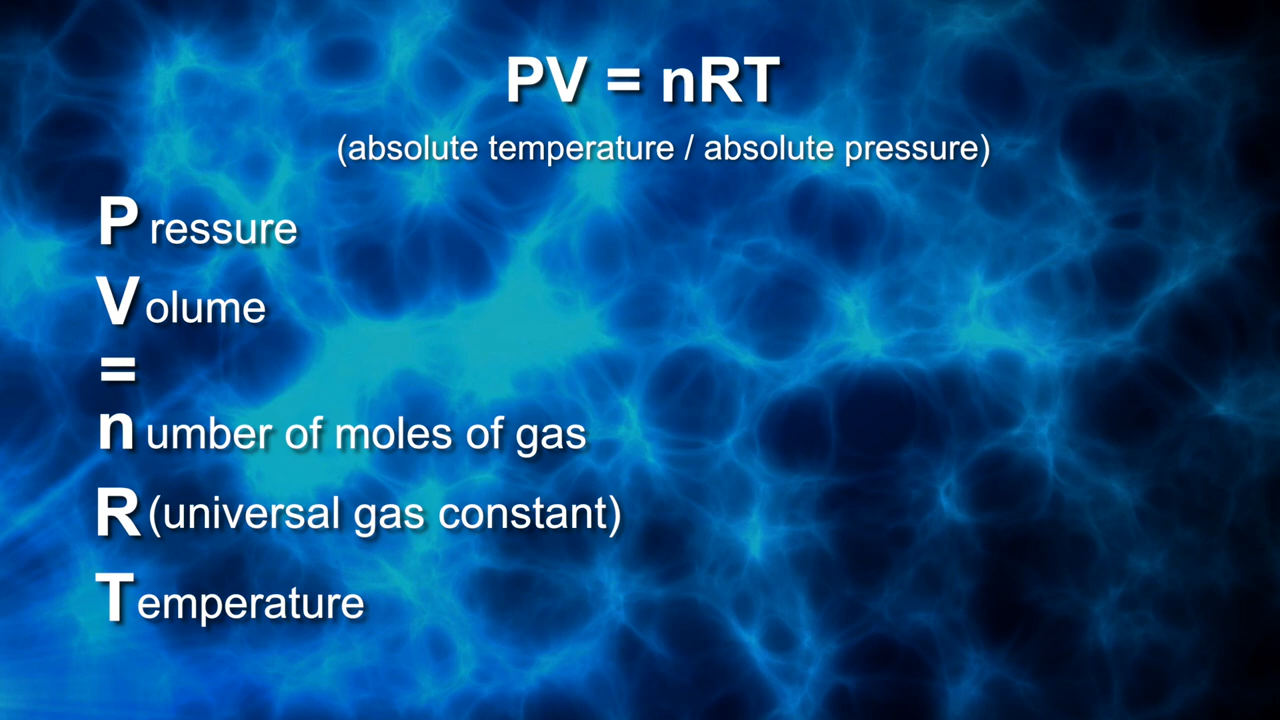 PV = nRT
(absolute temperature / absolute pressure)
Pressure
Volume
=
number of moles of gas
R (universal gas constant)
Temperature